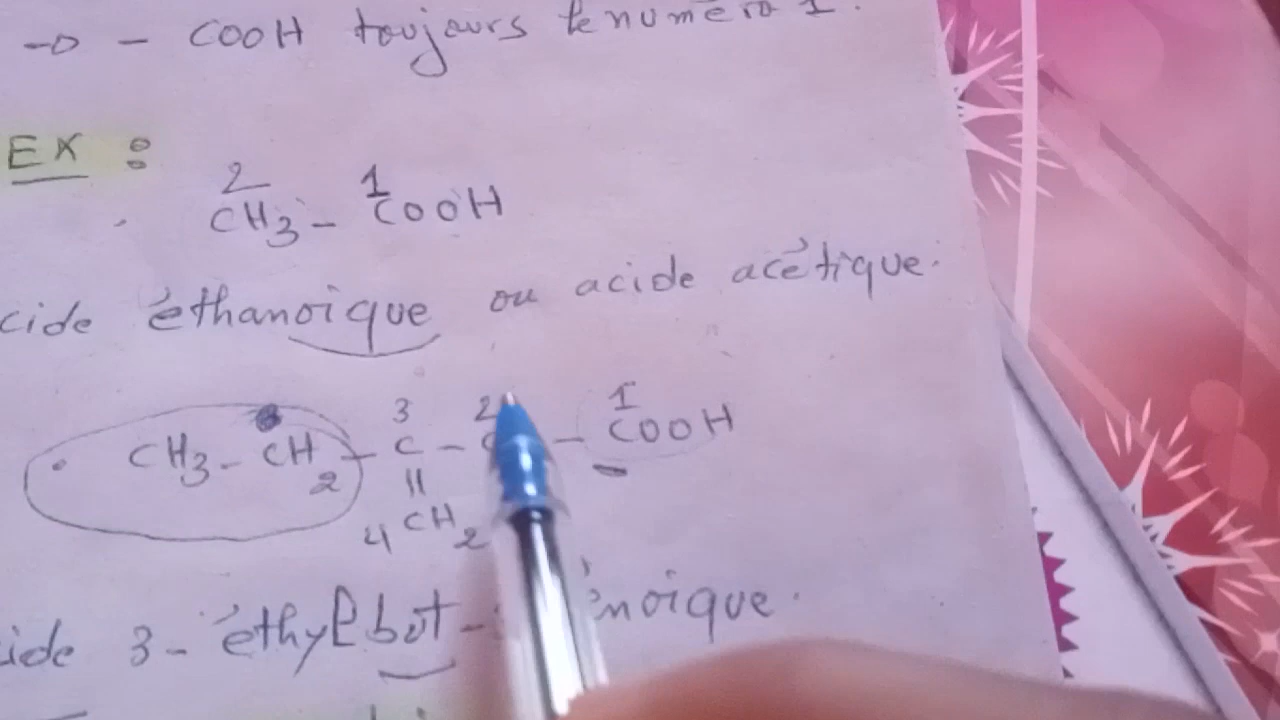 → - COOH toujours le numéro 1.
EX :
2 1
CH3 - COOH
cide éthanoïque ou acide acétique.
3 2 1
CH3 - CH2 - C - C - COOH
||
4 CH2
ide 3 - éthyl but - énoïque.